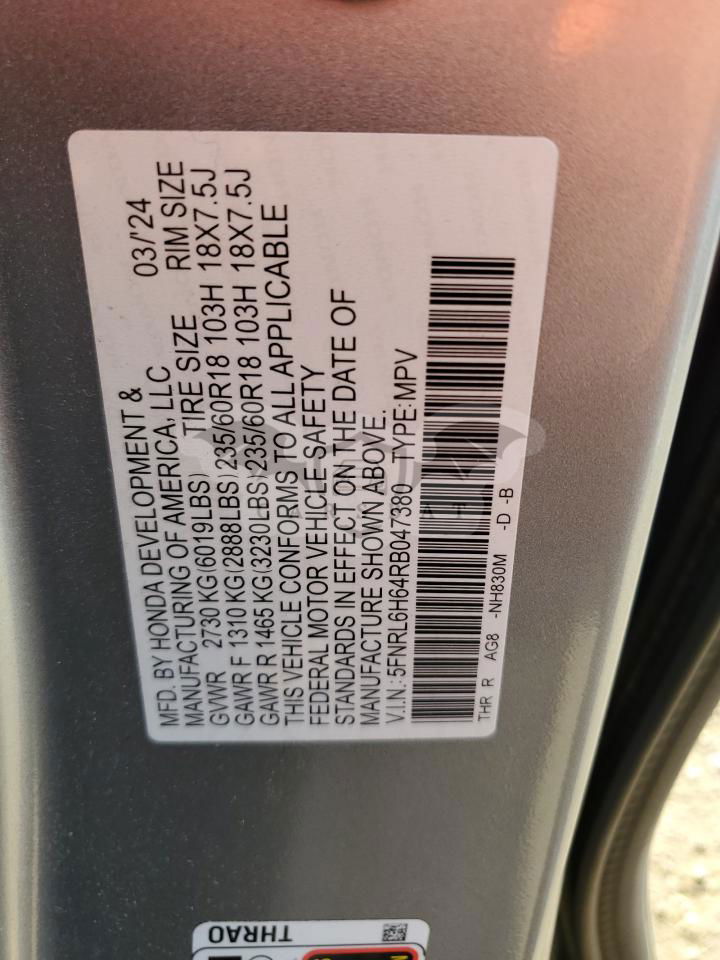 MFD. BY HONDA DEVELOPMENT & 03/'24
MANUFACTURING OF AMERICA, LLC
TIRE SIZE RIM SIZE
GVWR 2730 KG(6019LBS)
GAWR F 1310 KG(2888LBS) 235/60R18 103H 18X7.5J
GAWR R 1465 KG(3230LBS) 235/60R18 103H 18X7.5J
THIS VEHICLE CONFORMS TO ALL APPLICABLE
FEDERAL MOTOR VEHICLE SAFETY
STANDARDS IN EFFECT ON THE DATE OF
MANUFACTURE SHOWN ABOVE.
V.I.N.: 5FNRL6H64RB047380 TYPE: MPV
THR R AG8 -NH830M -D -B
THRAO